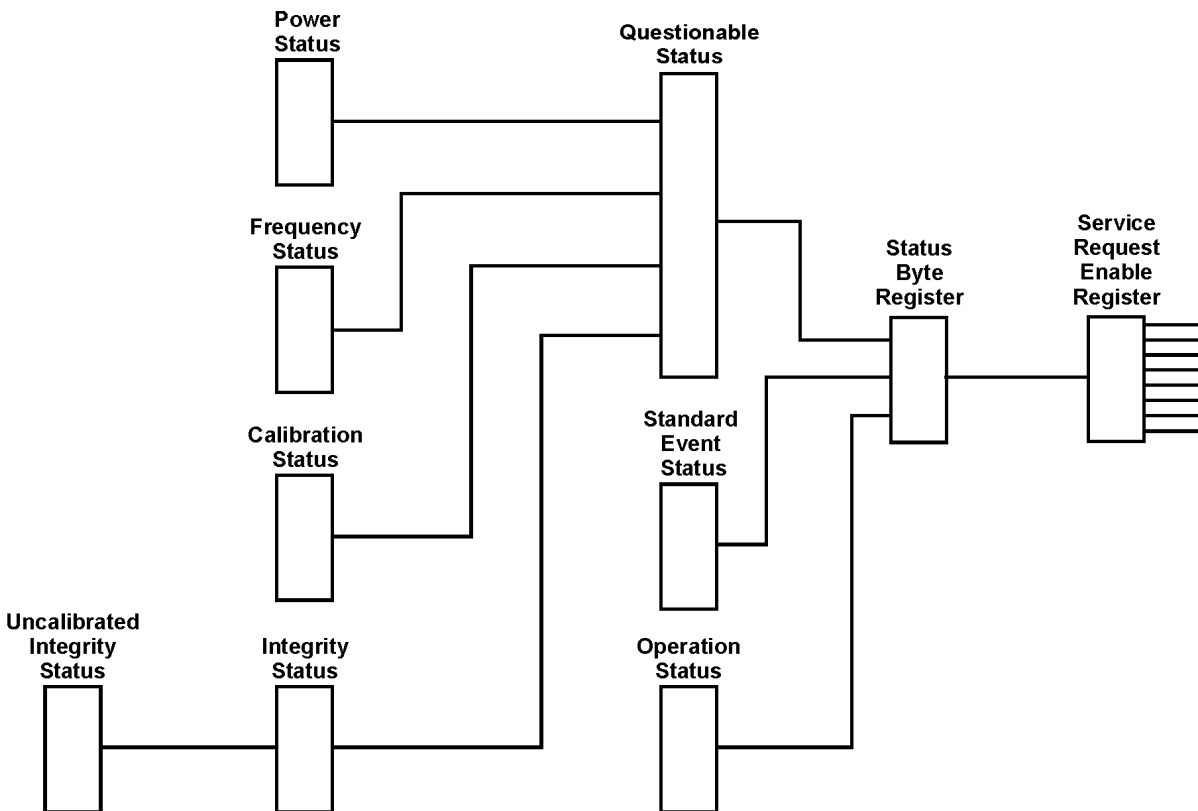 Power
Status
Questionable
Status
Frequency
Status
Service
Request
Enable
Register
Status
Byte
Register
Calibration
Status
Standard
Event
Status
Uncalibrated
Integrity
Status
Integrity
Status
Operation
Status